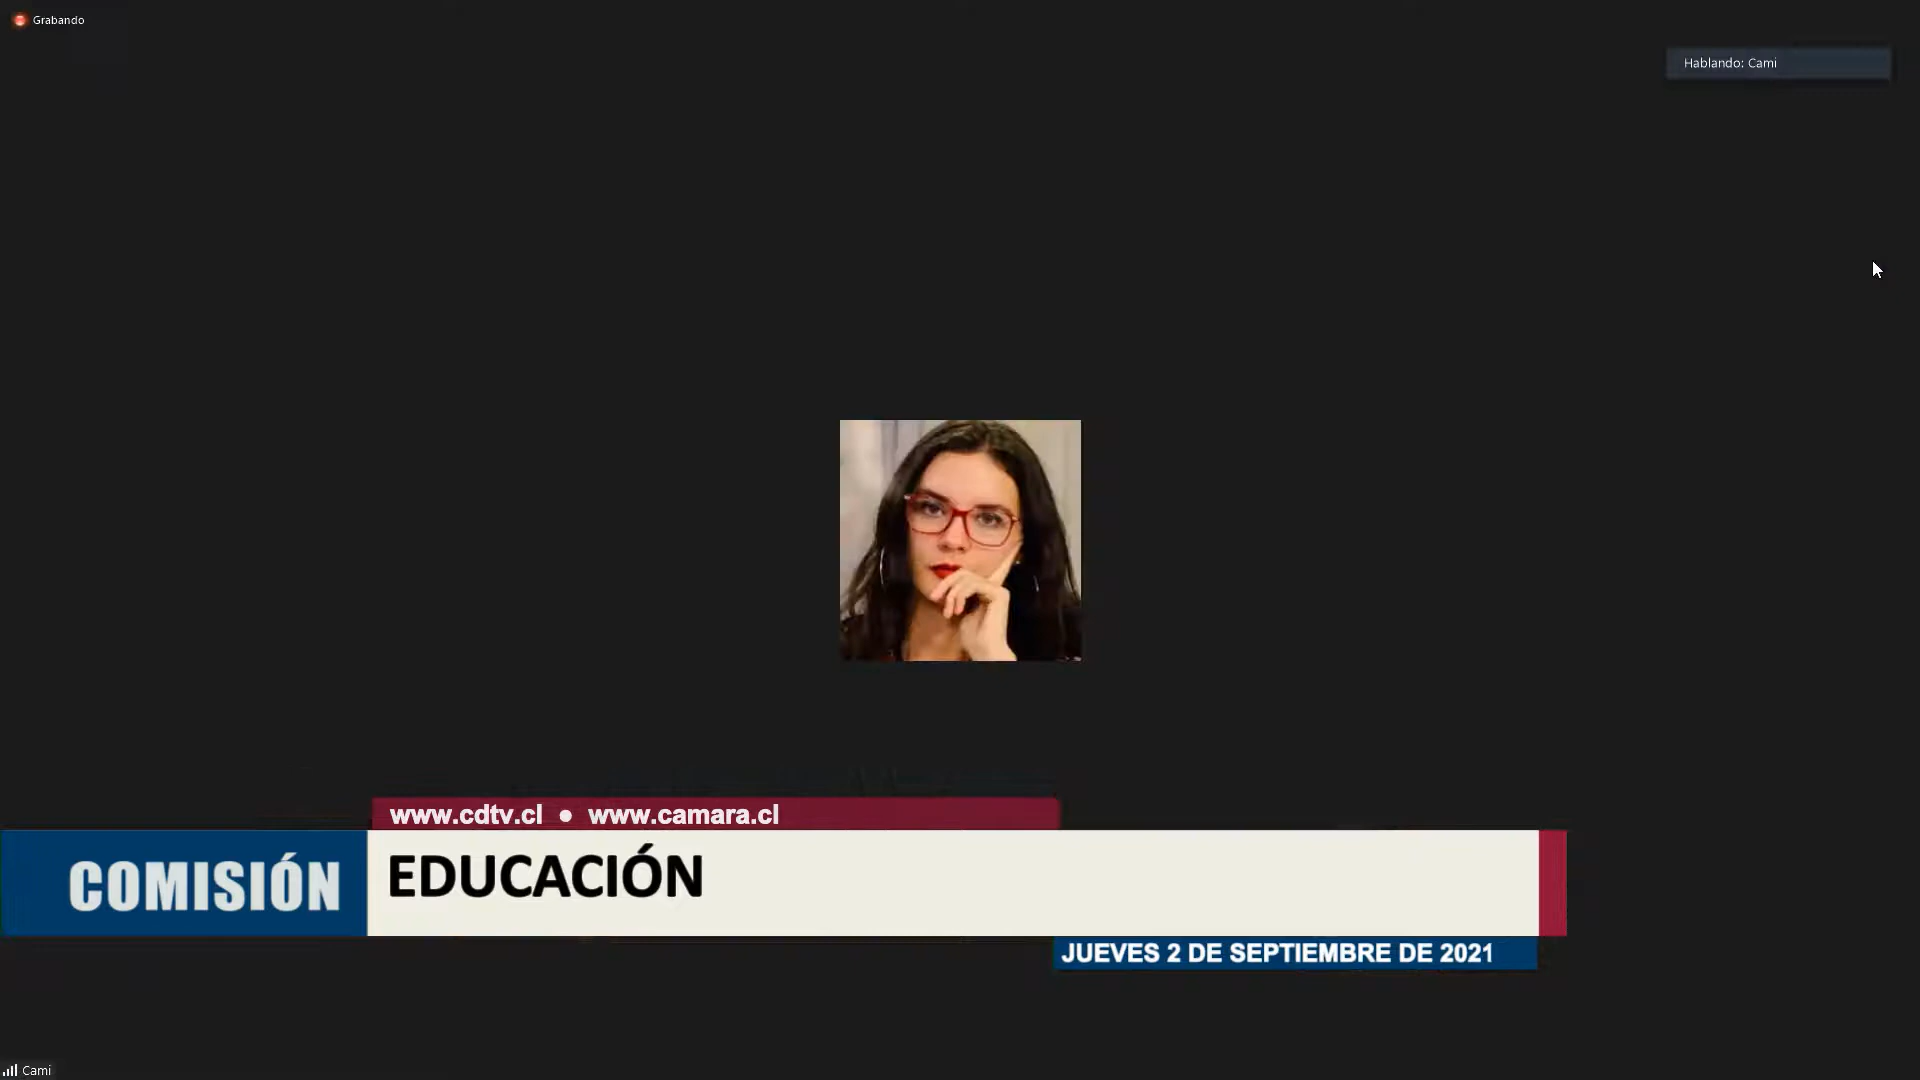 Grabando
Hablando: Cami
www.cdtv.cl • www.camara.cl
COMISIÓN
EDUCACIÓN
JUEVES 2 DE SEPTIEMBRE DE 2021
Cami